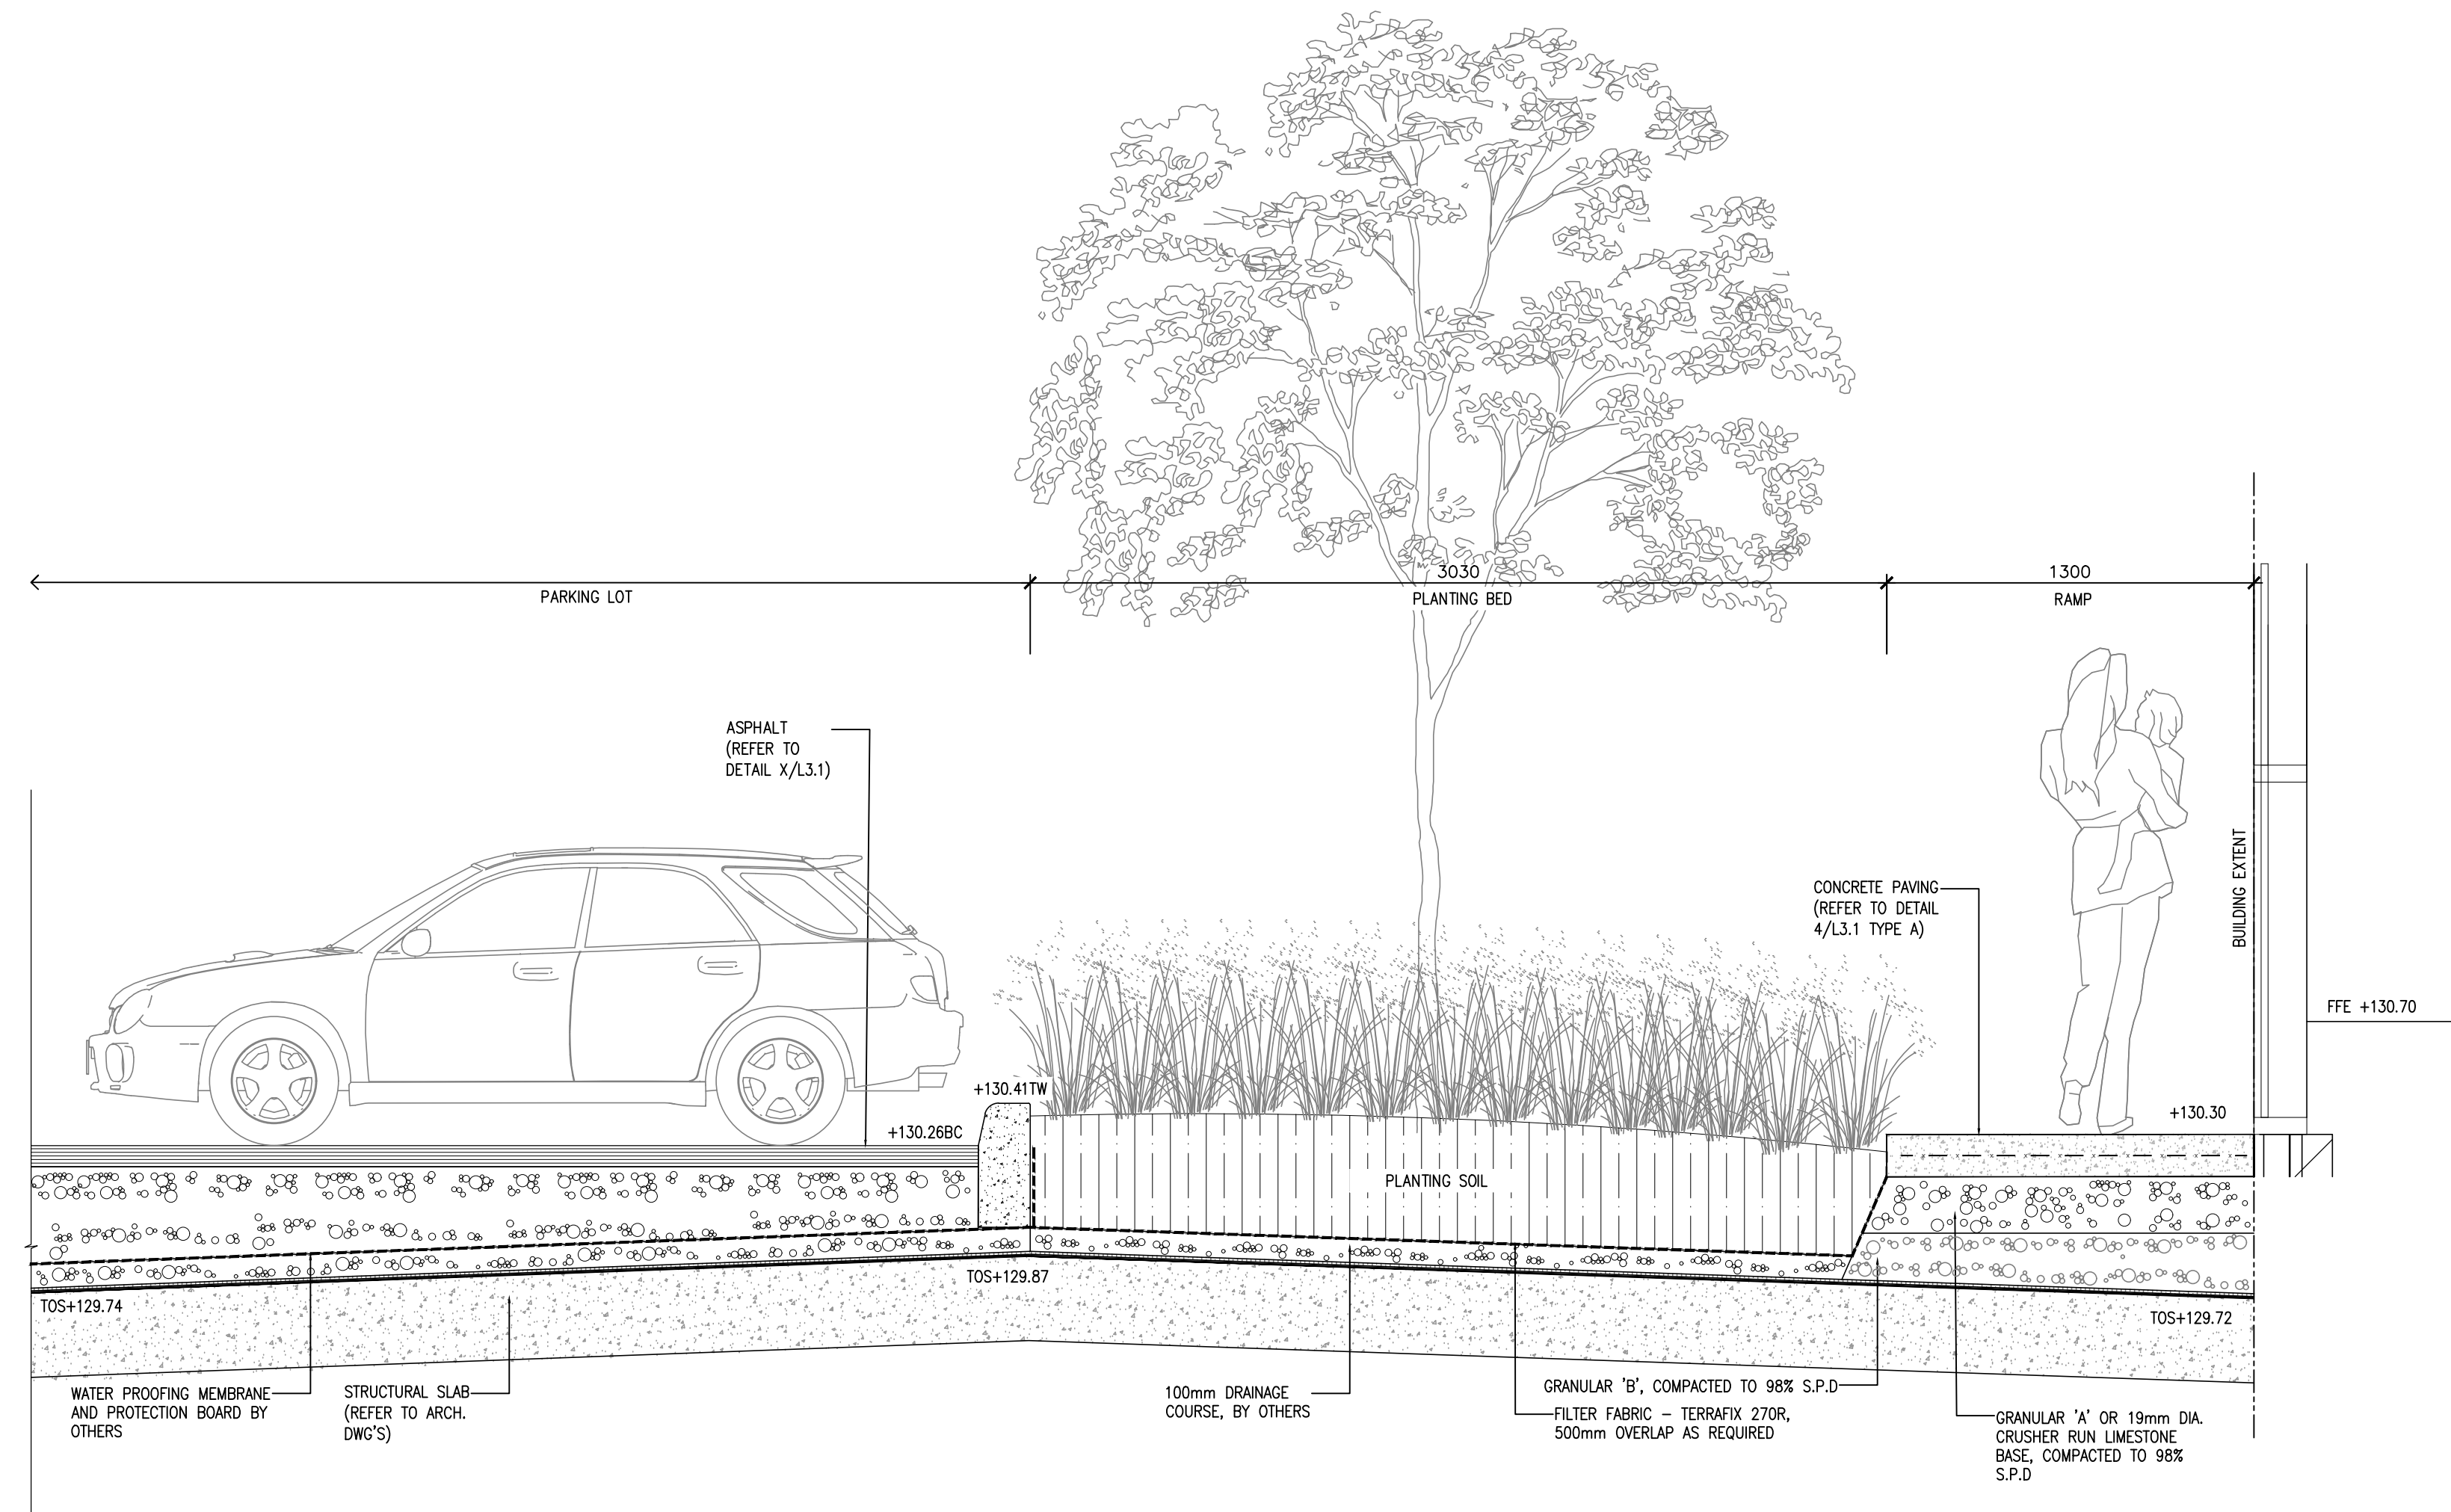 3030
1300
PARKING LOT
PLANTING BED
RAMP
ASPHALT
(REFER TO
DETAIL X/L3.1)
CONCRETE PAVING
(REFER TO DETAIL
4/L3.1 TYPE A)
BUILDING EXTENT
FFE +130.70
+130.41TW
+130.30
+130.26BC
PLANTING SOIL
TOS+129.87
TOS+129.74
TOS+129.72
WATER PROOFING MEMBRANE
AND PROTECTION BOARD BY
OTHERS
STRUCTURAL SLAB
(REFER TO ARCH.
DWG'S)
100mm DRAINAGE
COURSE, BY OTHERS
GRANULAR 'B', COMPACTED TO 98% S.P.D
FILTER FABRIC – TERRAFIX 270R,
500mm OVERLAP AS REQUIRED
GRANULAR 'A' OR 19mm DIA.
CRUSHER RUN LIMESTONE
BASE, COMPACTED TO 98%
S.P.D